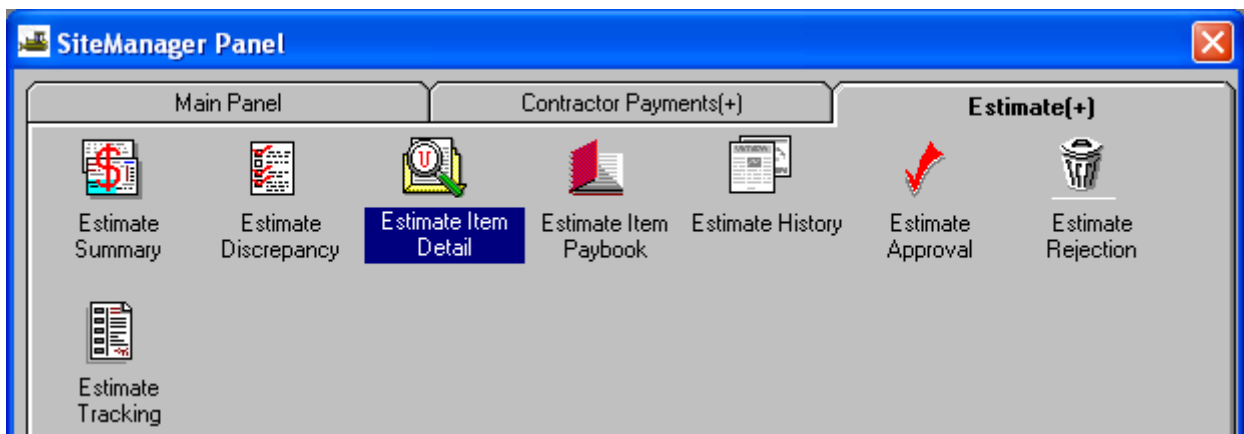 SiteManager Panel
Main Panel
Contractor Payments(+)
Estimate(+)
Estimate
Summary
Estimate
Discrepancy
Estimate Item
Detail
Estimate Item
Paybook
Estimate History
Estimate
Approval
Estimate
Rejection
Estimate
Tracking